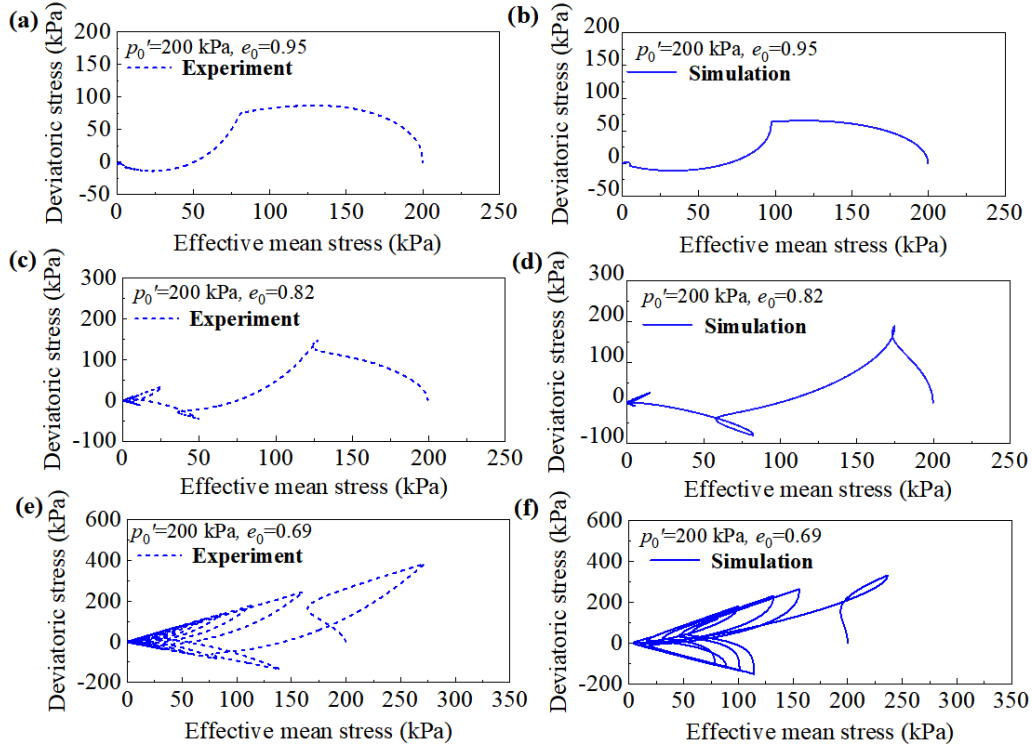 (a)
Deviatoric stress (kPa)
200
150
100
50
0
-50
p0'=200 kPa, e0=0.95
Experiment
0 50 100 150 200 250
Effective mean stress (kPa)
(b)
Deviatoric stress (kPa)
200
150
100
50
0
-50
p0'=200 kPa, e0=0.95
Simulation
0 50 100 150 200 250
Effective mean stress (kPa)
(c)
Deviatoric stress (kPa)
300
200
100
0
-100
p0'=200 kPa, e0=0.82
Experiment
0 50 100 150 200 250
Effective mean stress (kPa)
(d)
Deviatoric stress (kPa)
300
200
100
0
-100
p0'=200 kPa, e0=0.82
Simulation
0 50 100 150 200 250
Effective mean stress (kPa)
(e)
Deviatoric stress (kPa)
600
400
200
0
-200
p0'=200 kPa, e0=0.69
Experiment
0 50 100 150 200 250 300 350
Effective mean stress (kPa)
(f)
Deviatoric stress (kPa)
600
400
200
0
-200
p0'=200 kPa, e0=0.69
Simulation
0 50 100 150 200 250 300 350
Effective mean stress (kPa)